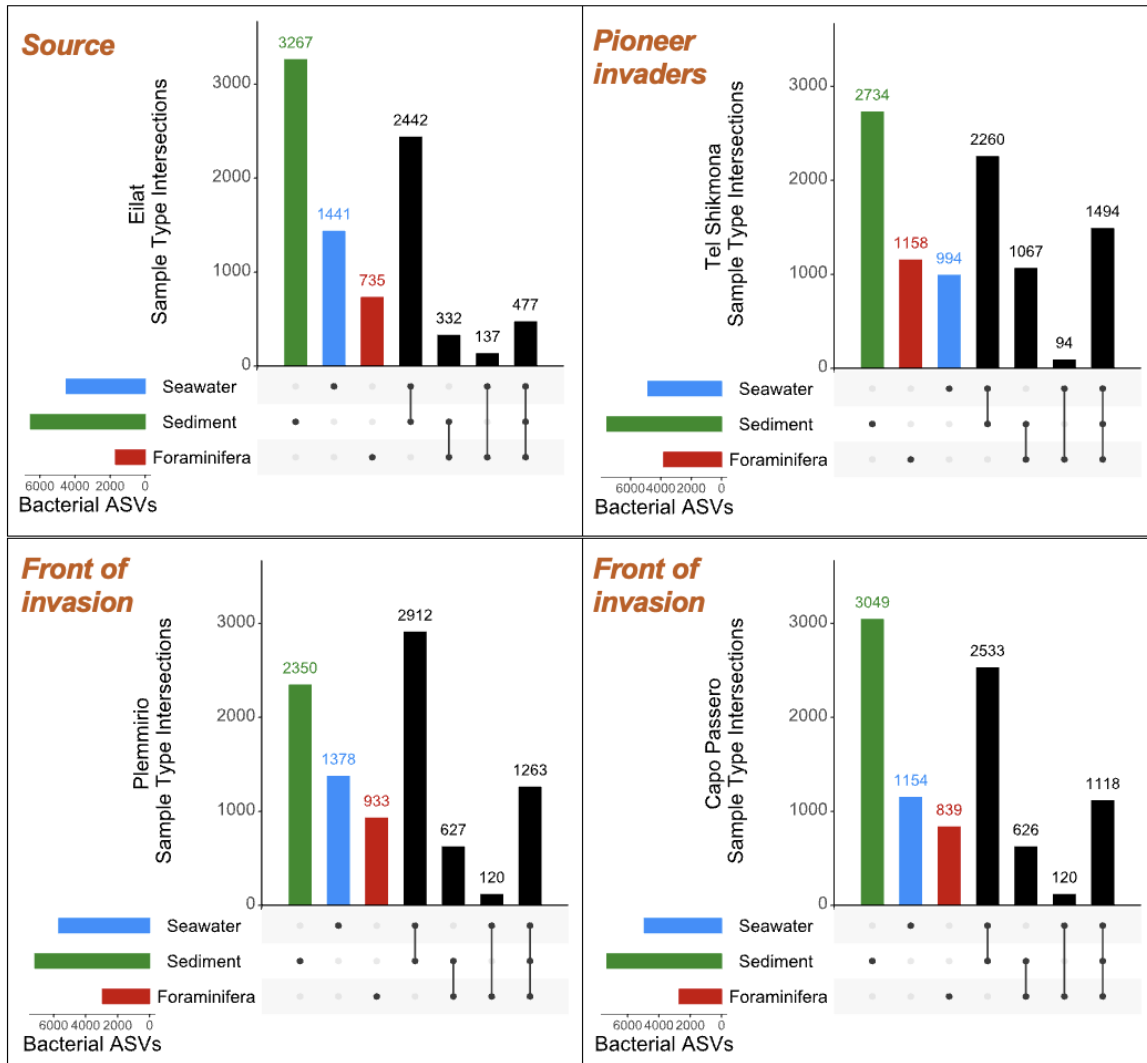 Source
Eilat
Sample Type Intersections
3000
2000
1000
0
3267
1441
735
2442
332
137
477
Seawater
Sediment
Foraminifera
6000 4000 2000 0
Bacterial ASVs
Pioneer
invaders
Tel Shikmona
Sample Type Intersections
3000
2000
1000
0
2734
1158
994
2260
1067
94
1494
Seawater
Sediment
Foraminifera
6000 4000 2000 0
Bacterial ASVs
Front of
invasion
Plemmirio
Sample Type Intersections
3000
2000
1000
0
2350
1378
933
2912
627
120
1263
Seawater
Sediment
Foraminifera
6000 4000 2000 0
Bacterial ASVs
Front of
invasion
Capo Passero
Sample Type Intersections
3000
2000
1000
0
3049
1154
839
2533
626
120
1118
Seawater
Sediment
Foraminifera
6000 4000 2000 0
Bacterial ASVs